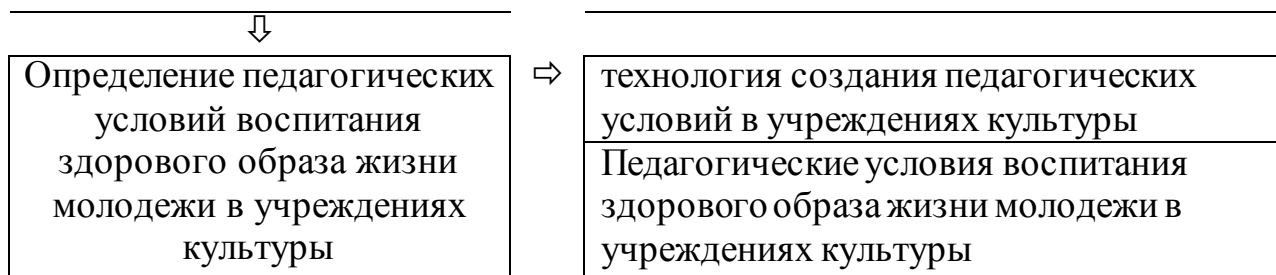 ⇩
Определение педагогических
условий воспитания
здорового образа жизни
молодежи в учреждениях
культуры
⇨
технология создания педагогических
условий в учреждениях культуры
Педагогические условия воспитания
здорового образа жизни молодежи в
учреждениях культуры